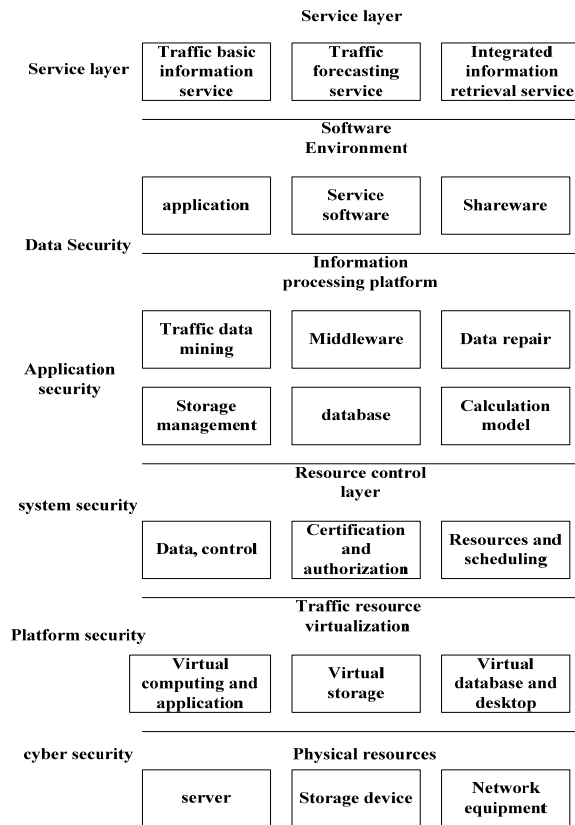 Service layer
Service layer
Traffic basic
information
service
Traffic
forecasting
service
Integrated
information
retrieval service
Software
Environment
application
Service
software
Shareware
Data Security
Information
processing platform
Traffic data
mining
Middleware
Data repair
Application
security
Storage
management
database
Calculation
model
Resource control
layer
system security
Data, control
Certification
and
authorization
Resources and
scheduling
Traffic resource
virtualization
Platform security
Virtual
computing and
application
Virtual
storage
Virtual
database and
desktop
cyber security
Physical resources
server
Storage device
Network
equipment